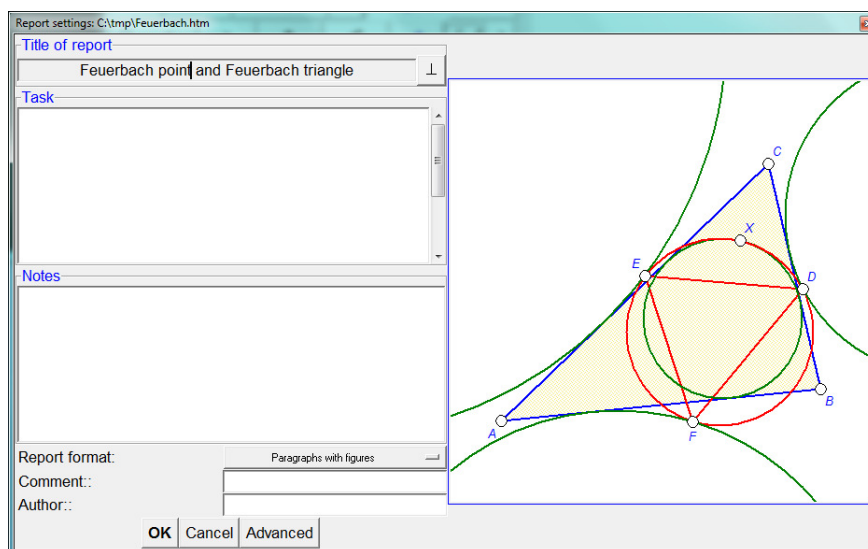 Report settings: C:\tmp\Feuerbach.htm
Title of report
Feuerbach point and Feuerbach triangle
Task
Notes
Report format:
Paragraphs with figures
Comment::
Author::
OK Cancel Advanced
C
X
E
D
B
A
F